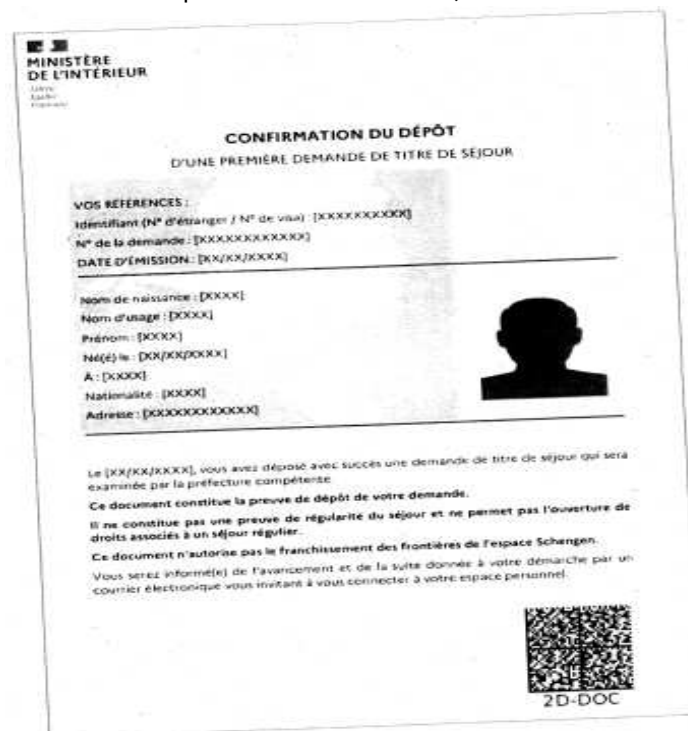 MINISTÈRE
DE L'INTÉRIEUR
CONFIRMATION DU DÉPÔT
D'UNE PREMIÈRE DEMANDE DE TITRE DE SÉJOUR
VOS RÉFÉRENCES :
Identifiant (N° d'étranger / N° de visa) : [XXXXXXXXXX]
N° de la demande : [XXXXXXXXXXXX]
DATE D'ÉMISSION : [XX/XX/XXXX]
Nom de naissance : [XXXX]
Nom d'usage : [XXXX]
Prénom : [XXXX]
Né(é) le : [XX/XX/XXXX]
À : [XXXX]
Nationalité : [XXXX]
Adresse : [XXXXXXXXXXXX]
Le [XX/XX/XXXX], vous avez déposé avec succès une demande de titre de séjour qui sera
examinée par la préfecture compétente
Ce document constitue la preuve de dépôt de votre demande.
Il ne constitue pas une preuve de régularité du séjour et ne permet pas l'ouverture de
droits associés à un séjour régulier.
Ce document n'autorise pas le franchissement des frontières de l'espace Schengen.
Vous serez informé(e) de l'avancement et de la suite donnée à votre démarche par un
courrier électronique vous invitant à vous connecter à votre espace personnel.
2D-DOC